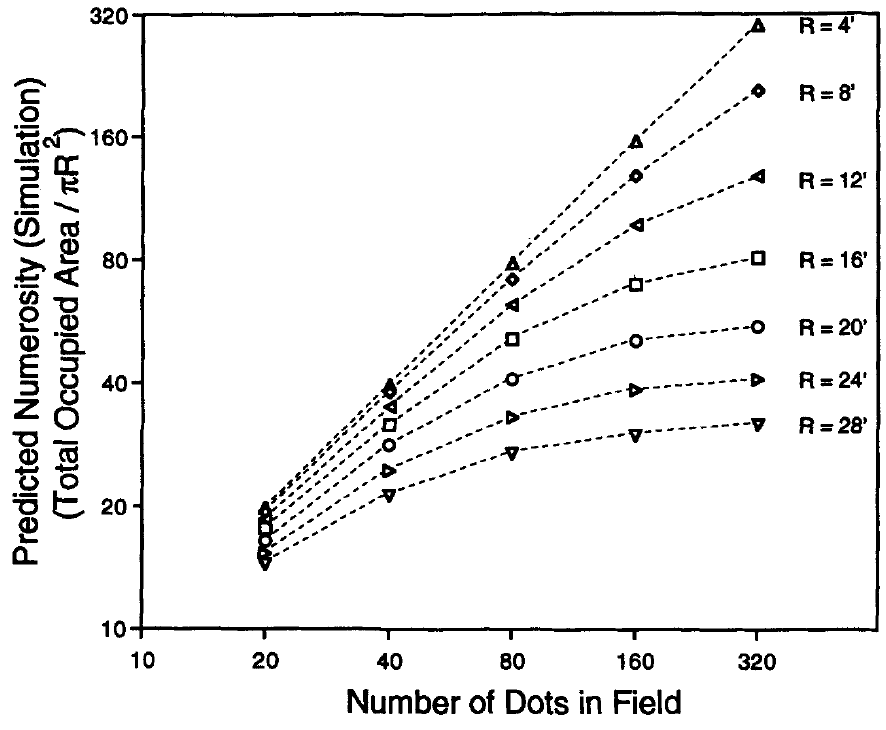 Predicted Numerosity (Simulation)
(Total Occupied Area / πR²)
320
160
80
40
20
10
R = 4'
R = 8'
R = 12'
R = 16'
R = 20'
R = 24'
R = 28'
10 20 40 80 160 320
Number of Dots in Field